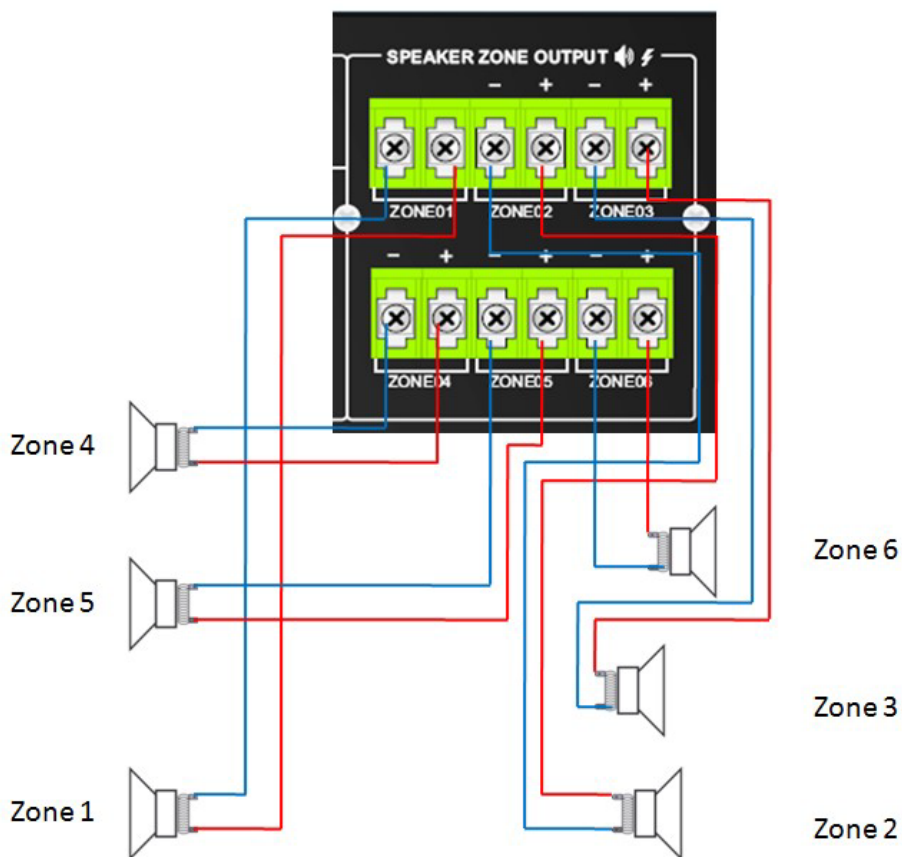 SPEAKER ZONE OUTPUT
- + - +
ZONE01 ZONE02 ZONE03
- + - + - +
ZONE04 ZONE05 ZONE06
Zone 4
Zone 5
Zone 6
Zone 3
Zone 1
Zone 2